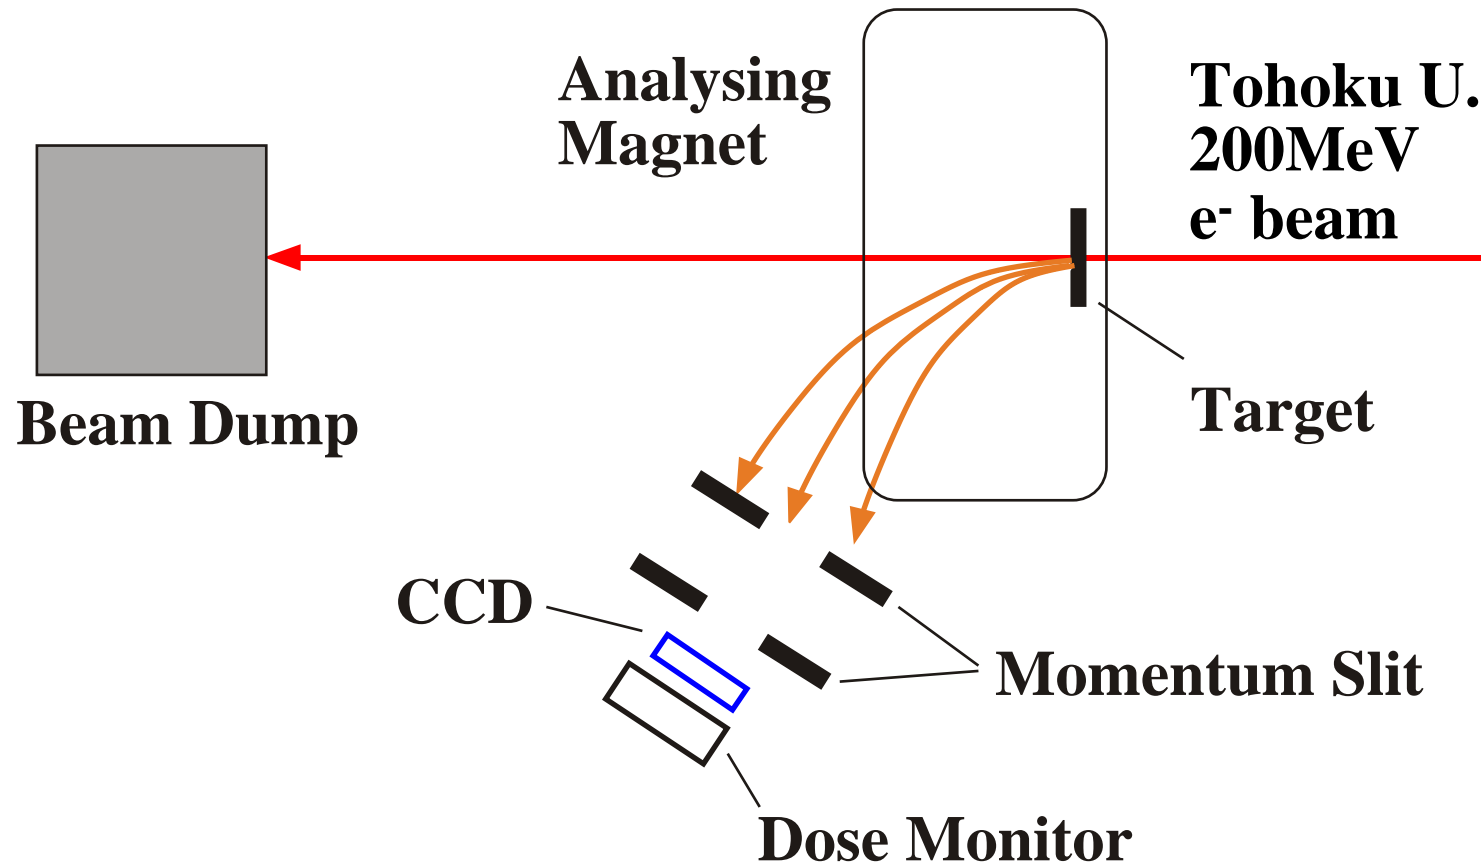 Analysing
Magnet
Tohoku U.
200MeV
e- beam
Beam Dump
Target
CCD
Momentum Slit
Dose Monitor